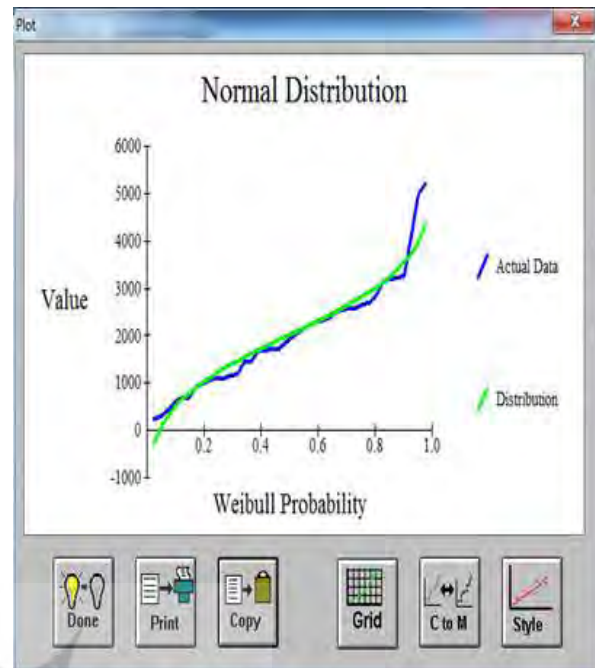 Plot
x
Normal Distribution
6000
5000
4000
3000
2000
1000
0
-1000
Value
0.2
0.4
0.6
0.8
1.0
Weibull Probability
Actual Data
Distribution
Done
Print
Copy
Grid
C to M
Style